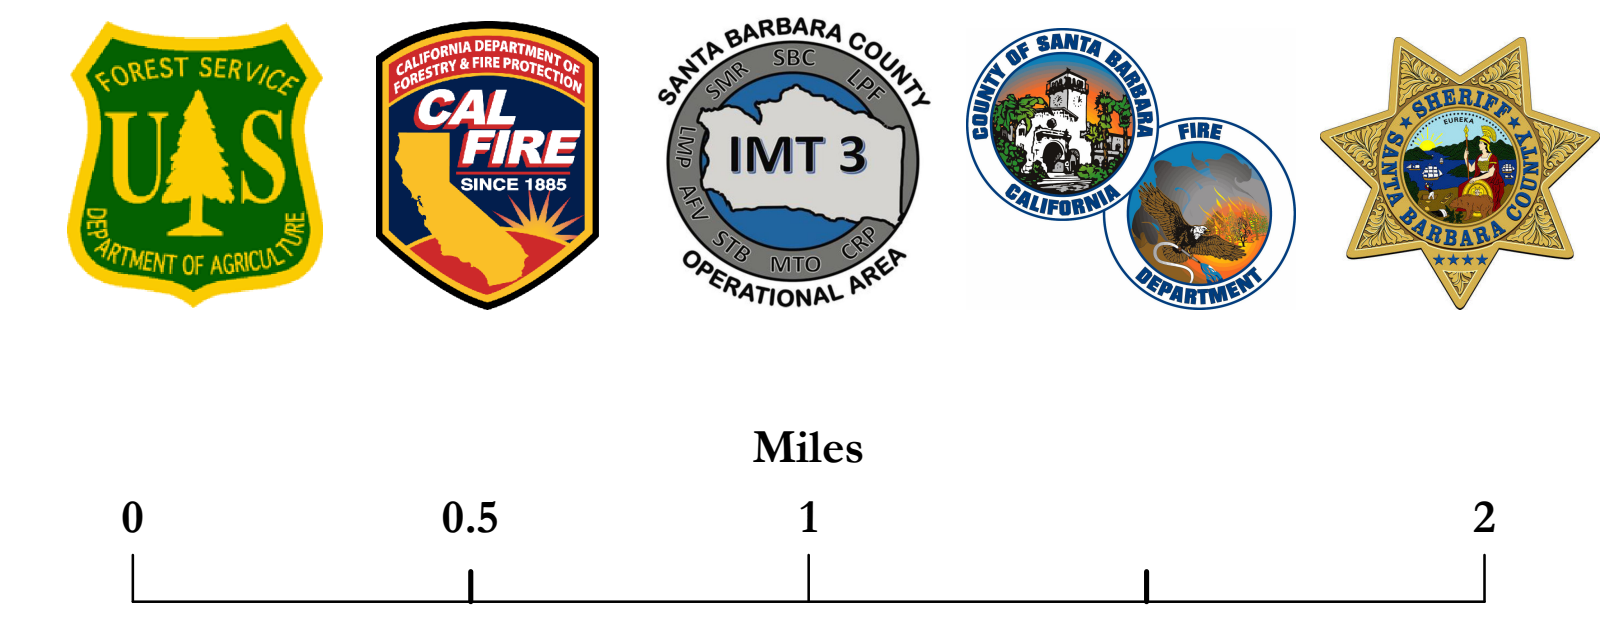 FOREST SERVICE
U S
DEPARTMENT OF AGRICULTURE
CALIFORNIA DEPARTMENT OF
FORESTRY & FIRE PROTECTION
CAL
FIRE
SINCE 1885
SANTA BARBARA COUNTY
SBC
SMR
LPF
LMP
IMT 3
AFV
STB
MTO
CRP
OPERATIONAL AREA
COUNTY OF SANTA BARBARA
CALIFORNIA
FIRE
DEPARTMENT
SHERIFF
EUREKA
SANTA BARBARA COUNTY
Miles
0 0.5 1 2